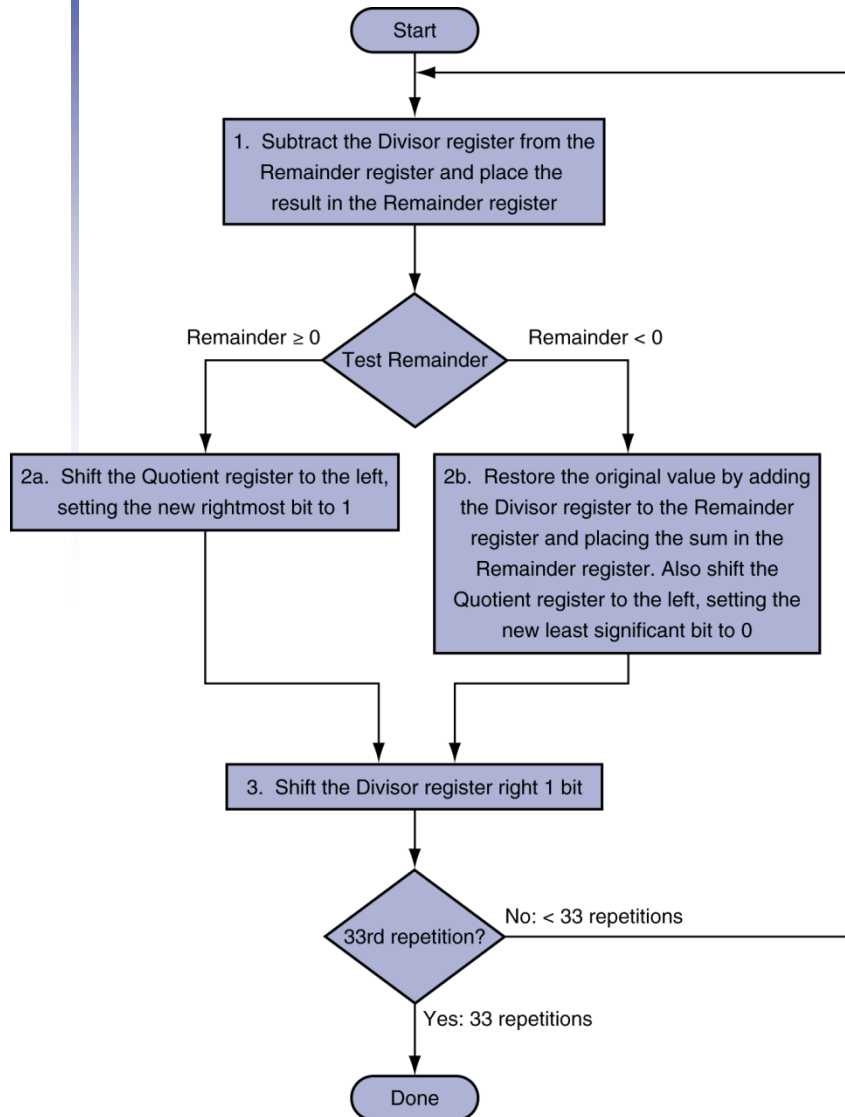 Start
1. Subtract the Divisor register from the
Remainder register and place the
result in the Remainder register
Remainder ≥ 0
Remainder < 0
Test Remainder
2a. Shift the Quotient register to the left,
setting the new rightmost bit to 1
2b. Restore the original value by adding
the Divisor register to the Remainder
register and placing the sum in the
Remainder register. Also shift the
Quotient register to the left, setting the
new least significant bit to 0
3. Shift the Divisor register right 1 bit
33rd repetition?
No: < 33 repetitions
Yes: 33 repetitions
Done